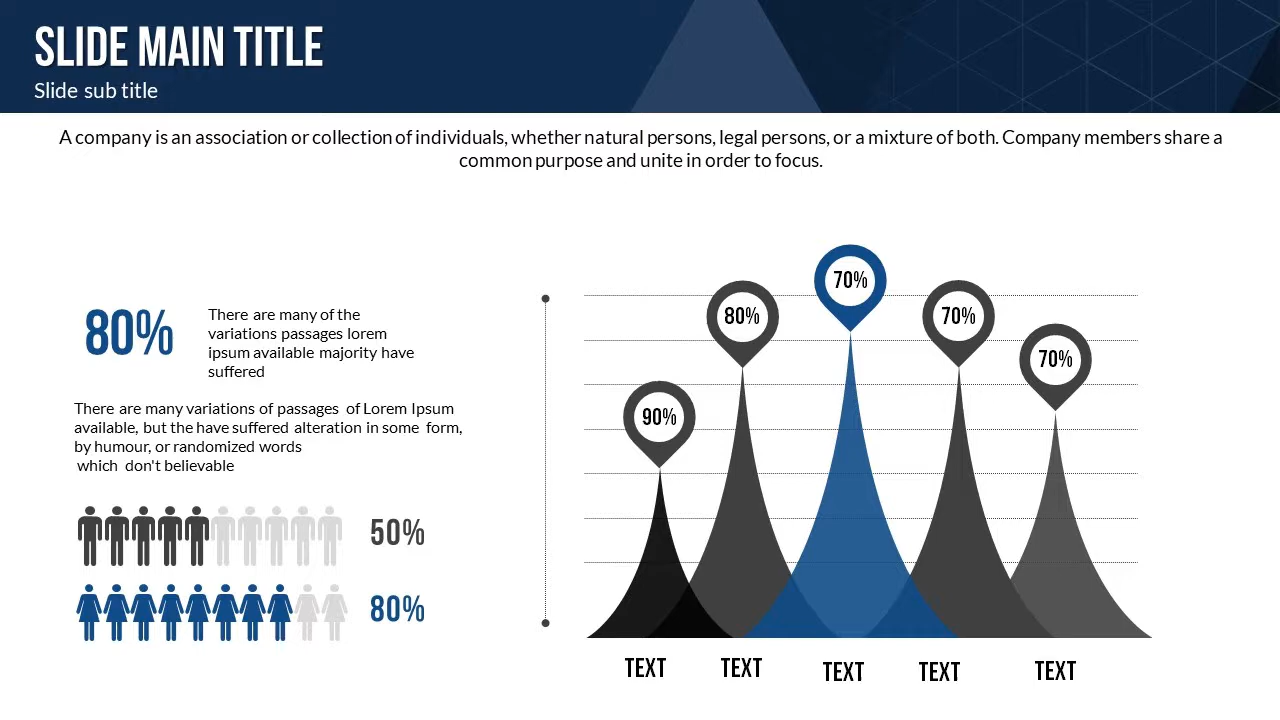 SLIDE MAIN TITLE
Slide sub title
A company is an association or collection of individuals, whether natural persons, legal persons, or a mixture of both. Company members share a
common purpose and unite in order to focus.
80%
There are many of the
variations passages lorem
ipsum available majority have
suffered
There are many variations of passages of Lorem Ipsum
available, but the have suffered alteration in some form,
by humour, or randomized words
which don't believable
50%
80%
90%
80%
70%
70%
70%
TEXT
TEXT
TEXT
TEXT
TEXT